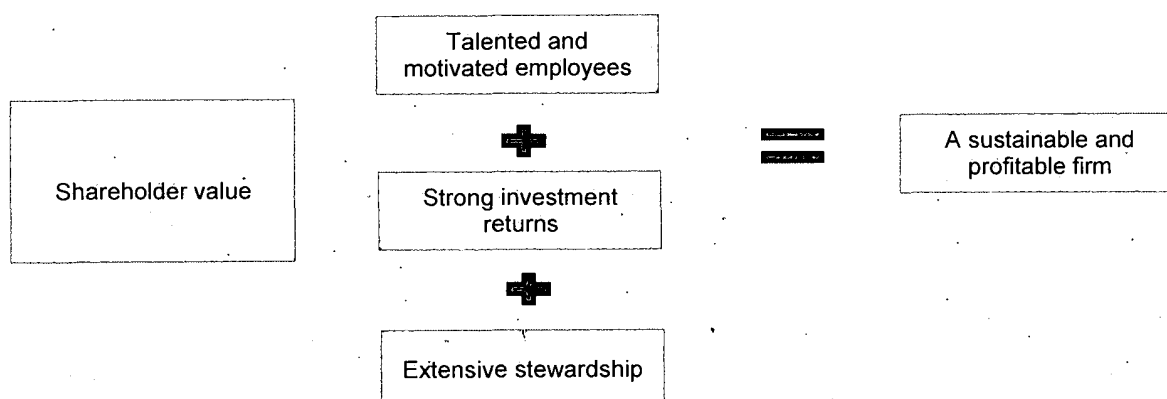 Shareholder value
Talented and
motivated employees
Strong investment
returns
Extensive stewardship
A sustainable and
profitable firm